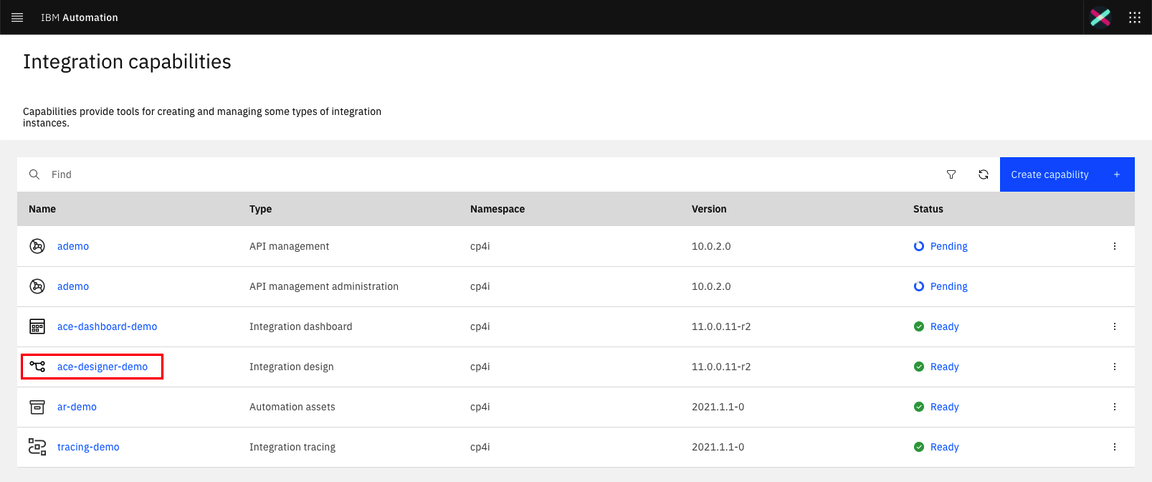 IBM Automation
Integration capabilities
Capabilities provide tools for creating and managing some types of integration
instances.
Find
Create capability +
Name Type Namespace Version Status
ademo API management cp4i 10.0.2.0 Pending
ademo API management administration cp4i 10.0.2.0 Pending
ace-dashboard-demo Integration dashboard cp4i 11.0.0.11-r2 Ready
ace-designer-demo Integration design cp4i 11.0.0.11-r2 Ready
ar-demo Automation assets cp4i 2021.1.1-0 Ready
tracing-demo Integration tracing cp4i 2021.1.1-0 Ready